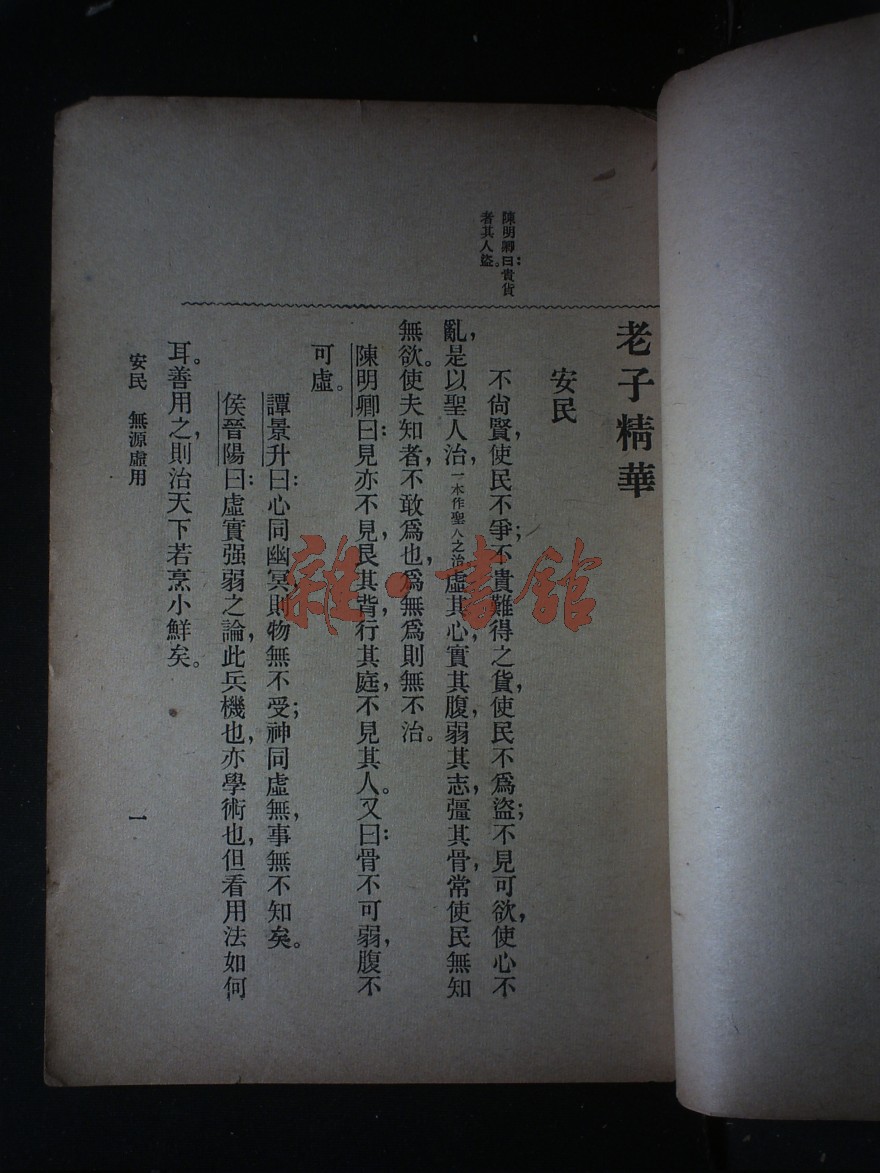 陳明卿曰：貴貨
者其人盜。
老子精華
安民
不尙賢，使民不爭；不貴難得之貨，使民不爲盜；不見可欲，使心不
亂，是以聖人治，一本作聖人之治虛其心，實其腹，弱其志，彊其骨，常使民無知
無欲。使夫知者，不敢爲也，爲無爲則無不治。
陳明卿曰：見亦不見，艮其背，行其庭，不見其人。又曰：骨不可弱，腹不
可虛。
譚景升曰：心同幽冥，則物無不受；神同虛無，事無不知矣。
侯晉陽曰：虛實强弱之論，此兵機也，亦學術也，但看用法如何
耳。善用之，則治天下若烹小鮮矣。
安民　無源虛用
一
雜·書館